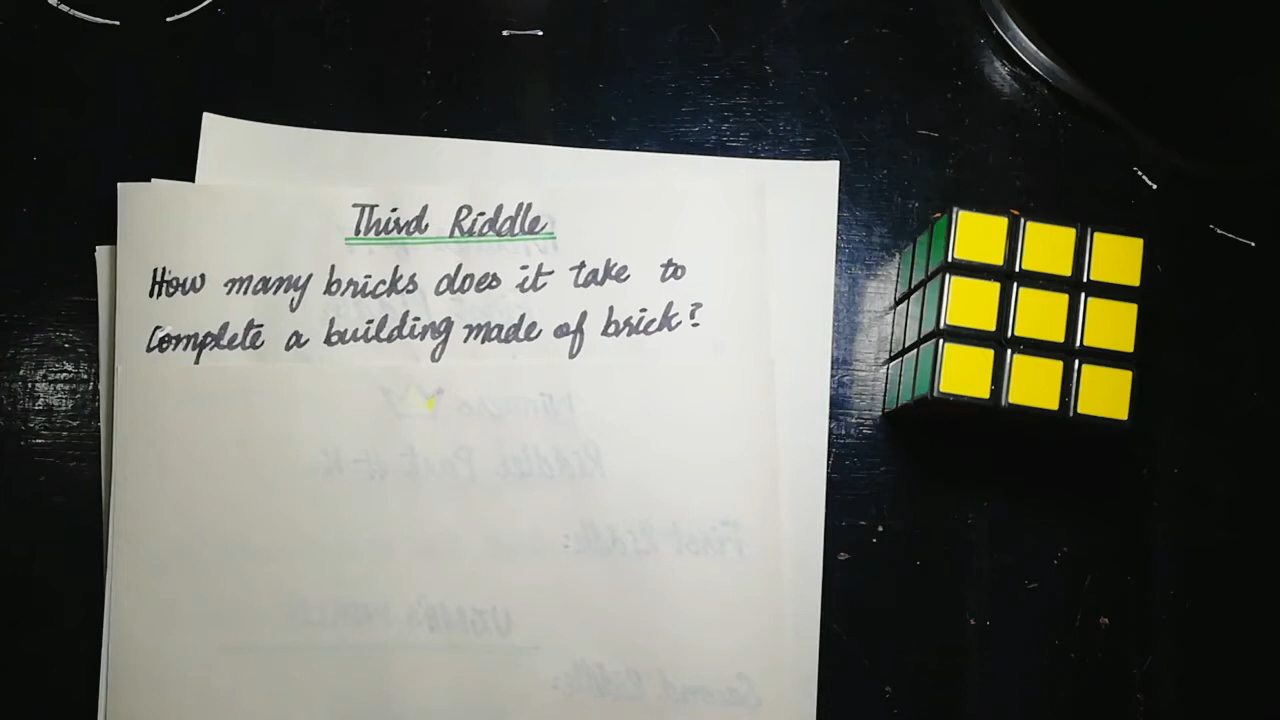 Third Riddle
How many bricks does it take to
Complete a building made of brick?